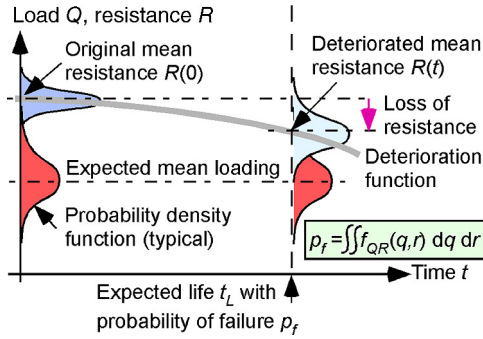 Load Q, resistance R
Original mean
resistance R(0)
Deteriorated mean
resistance R(t)
Loss of
resistance
Expected mean loading
Deterioration
function
Probability density
function (typical)
p_f = ∫∫f_QR(q,r) dq dr
Time t
Expected life t_L with
probability of failure p_f